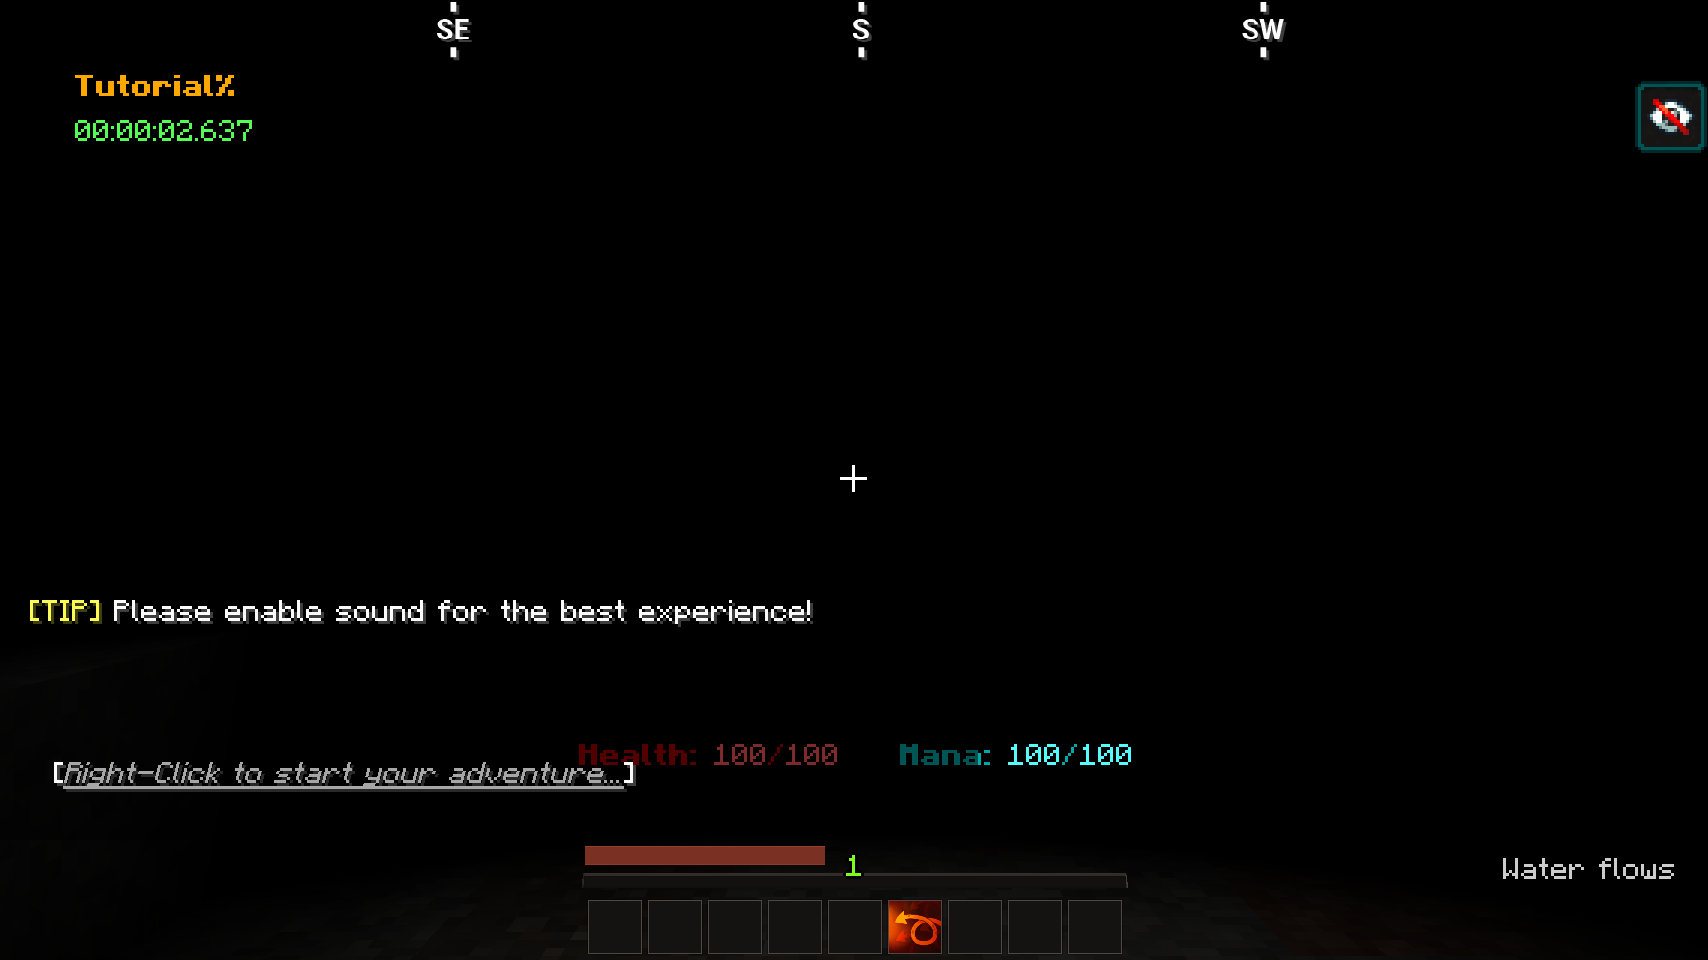 SE S SW
Tutorial%
00:00:02.637
[TIP] Please enable sound for the best experience!
Health: 100/100 Mana: 100/100
[Right-Click to start your adventure...]
1
Water flows